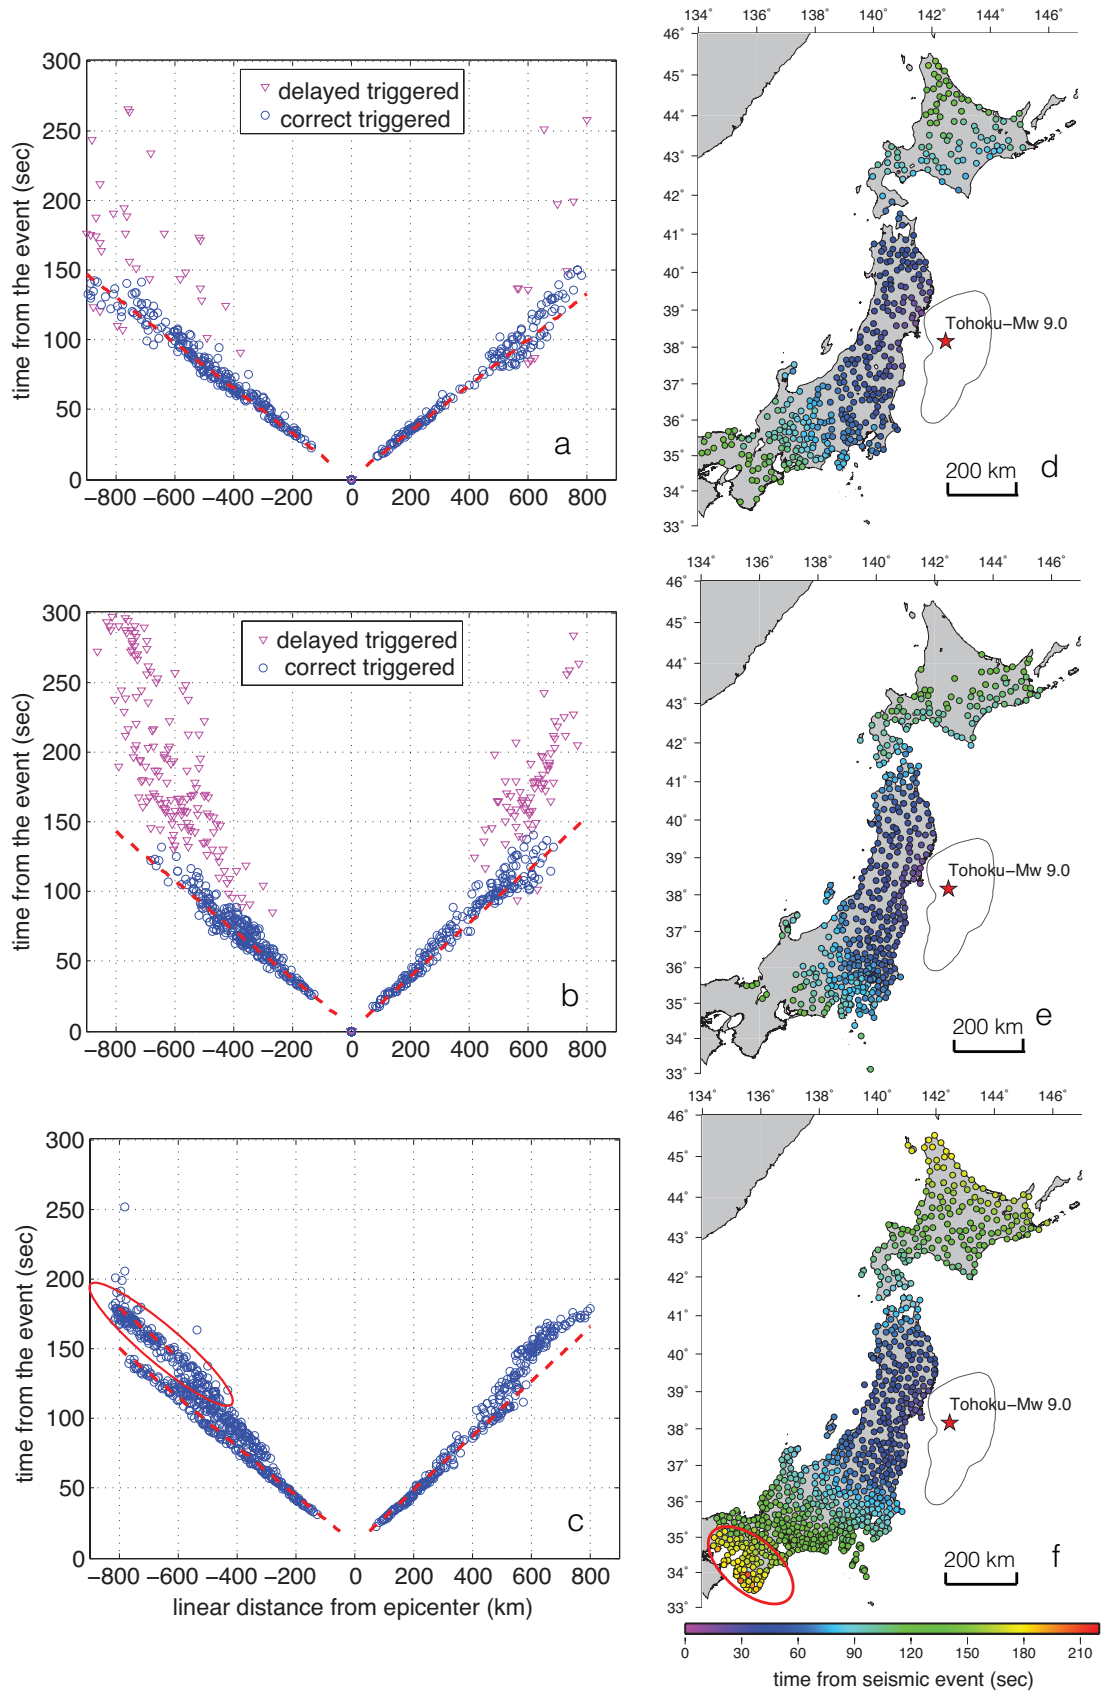 134° 136° 138° 140° 142° 144° 146°
300
250
200
150
100
50
0
time from the event (sec)
delayed triggered
correct triggered
a
−800 −600 −400 −200 0 200 400 600 800
46°
45°
44°
43°
42°
41°
40°
39°
38°
37°
36°
35°
34°
33°
Tohoku−Mw 9.0
200 km
d
300
250
200
150
100
50
0
time from the event (sec)
delayed triggered
correct triggered
b
−800 −600 −400 −200 0 200 400 600 800
134° 136° 138° 140° 142° 144° 146°
46°
45°
44°
43°
42°
41°
40°
39°
38°
37°
36°
35°
34°
33°
Tohoku−Mw 9.0
200 km
e
300
250
200
150
100
50
0
time from the event (sec)
c
−800 −600 −400 −200 0 200 400 600 800
linear distance from epicenter (km)
134° 136° 138° 140° 142° 144° 146°
46°
45°
44°
43°
42°
41°
40°
39°
38°
37°
36°
35°
34°
33°
Tohoku−Mw 9.0
200 km
f
0 30 60 90 120 150 180 210
time from seismic event (sec)